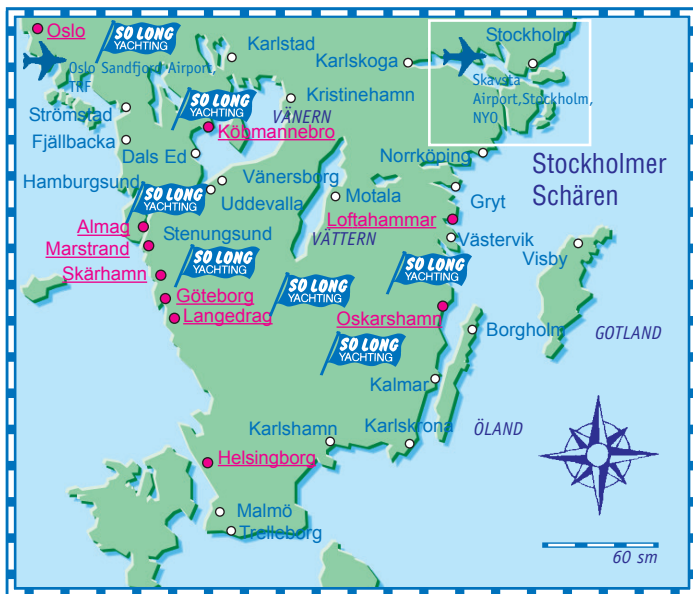 Oslo
SO LONG
YACHTING
Karlstad
Oslo Sandfjord Airport,
TRF
Karlskoga
Stockholm
Skavsta
Airport,Stockholm,
NYO
Strömstad
SO LONG
YACHTING
Kristinehamn
VÄNERN
Köbmannebro
Fjällbacka
Dals Ed
Norrköping
Stockholmer
Schären
Hamburgsund
Vänersborg
Uddevalla
Motala
Gryt
SO LONG
YACHTING
Loftahammar
Almag
Stenungsund
VÄTTERN
Västervik
Marstrand
Visby
Skärhamn
SO LONG
YACHTING
SO LONG
YACHTING
SO LONG
YACHTING
Göteborg
Langedrag
Oskarshamn
Borgholm
GOTLAND
SO LONG
YACHTING
Kalmar
Karlshamn
Karlskrona
ÖLAND
Helsingborg
Malmö
Trelleborg
60 sm